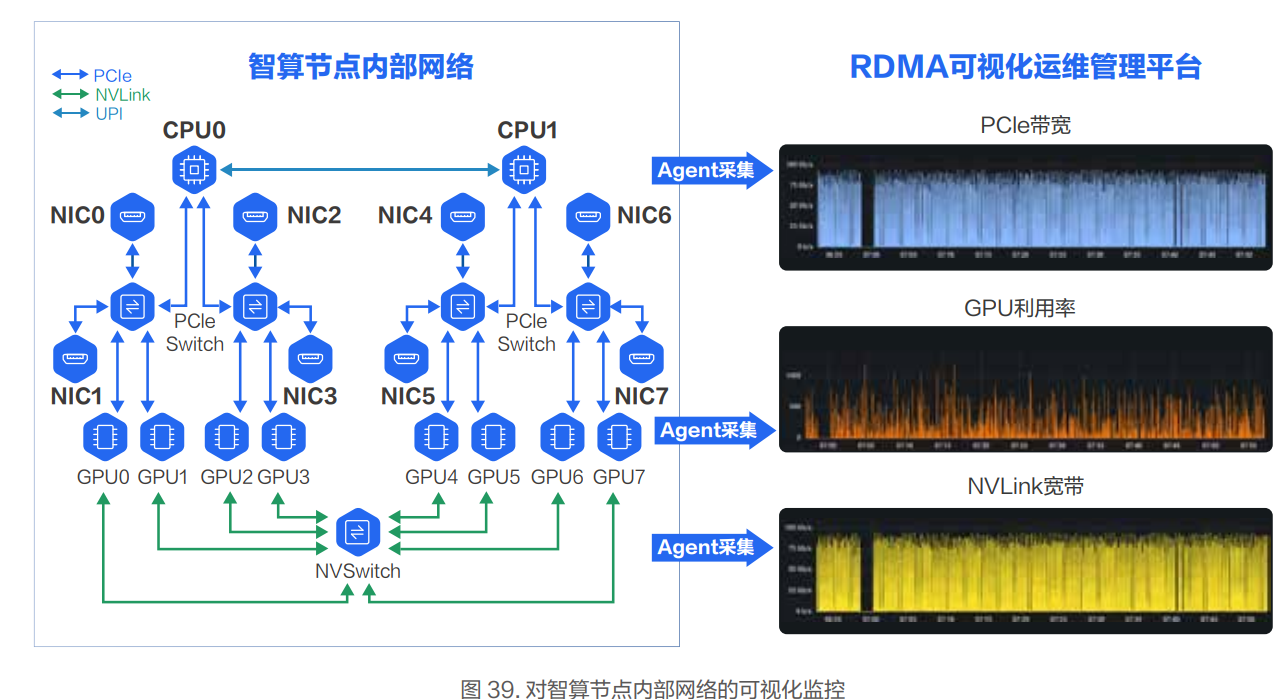 智算节点内部网络
RDMA可视化运维管理平台
PCIe
NVLink
UPI
CPU0
CPU1
PCIe带宽
Agent采集
NIC0
NIC2
NIC4
NIC6
PCIe
Switch
PCIe
Switch
GPU利用率
NIC1
NIC3
NIC5
NIC7
Agent采集
GPU0
GPU1
GPU2
GPU3
GPU4
GPU5
GPU6
GPU7
NVLink宽带
Agent采集
NVSwitch
图 39. 对智算节点内部网络的可视化监控